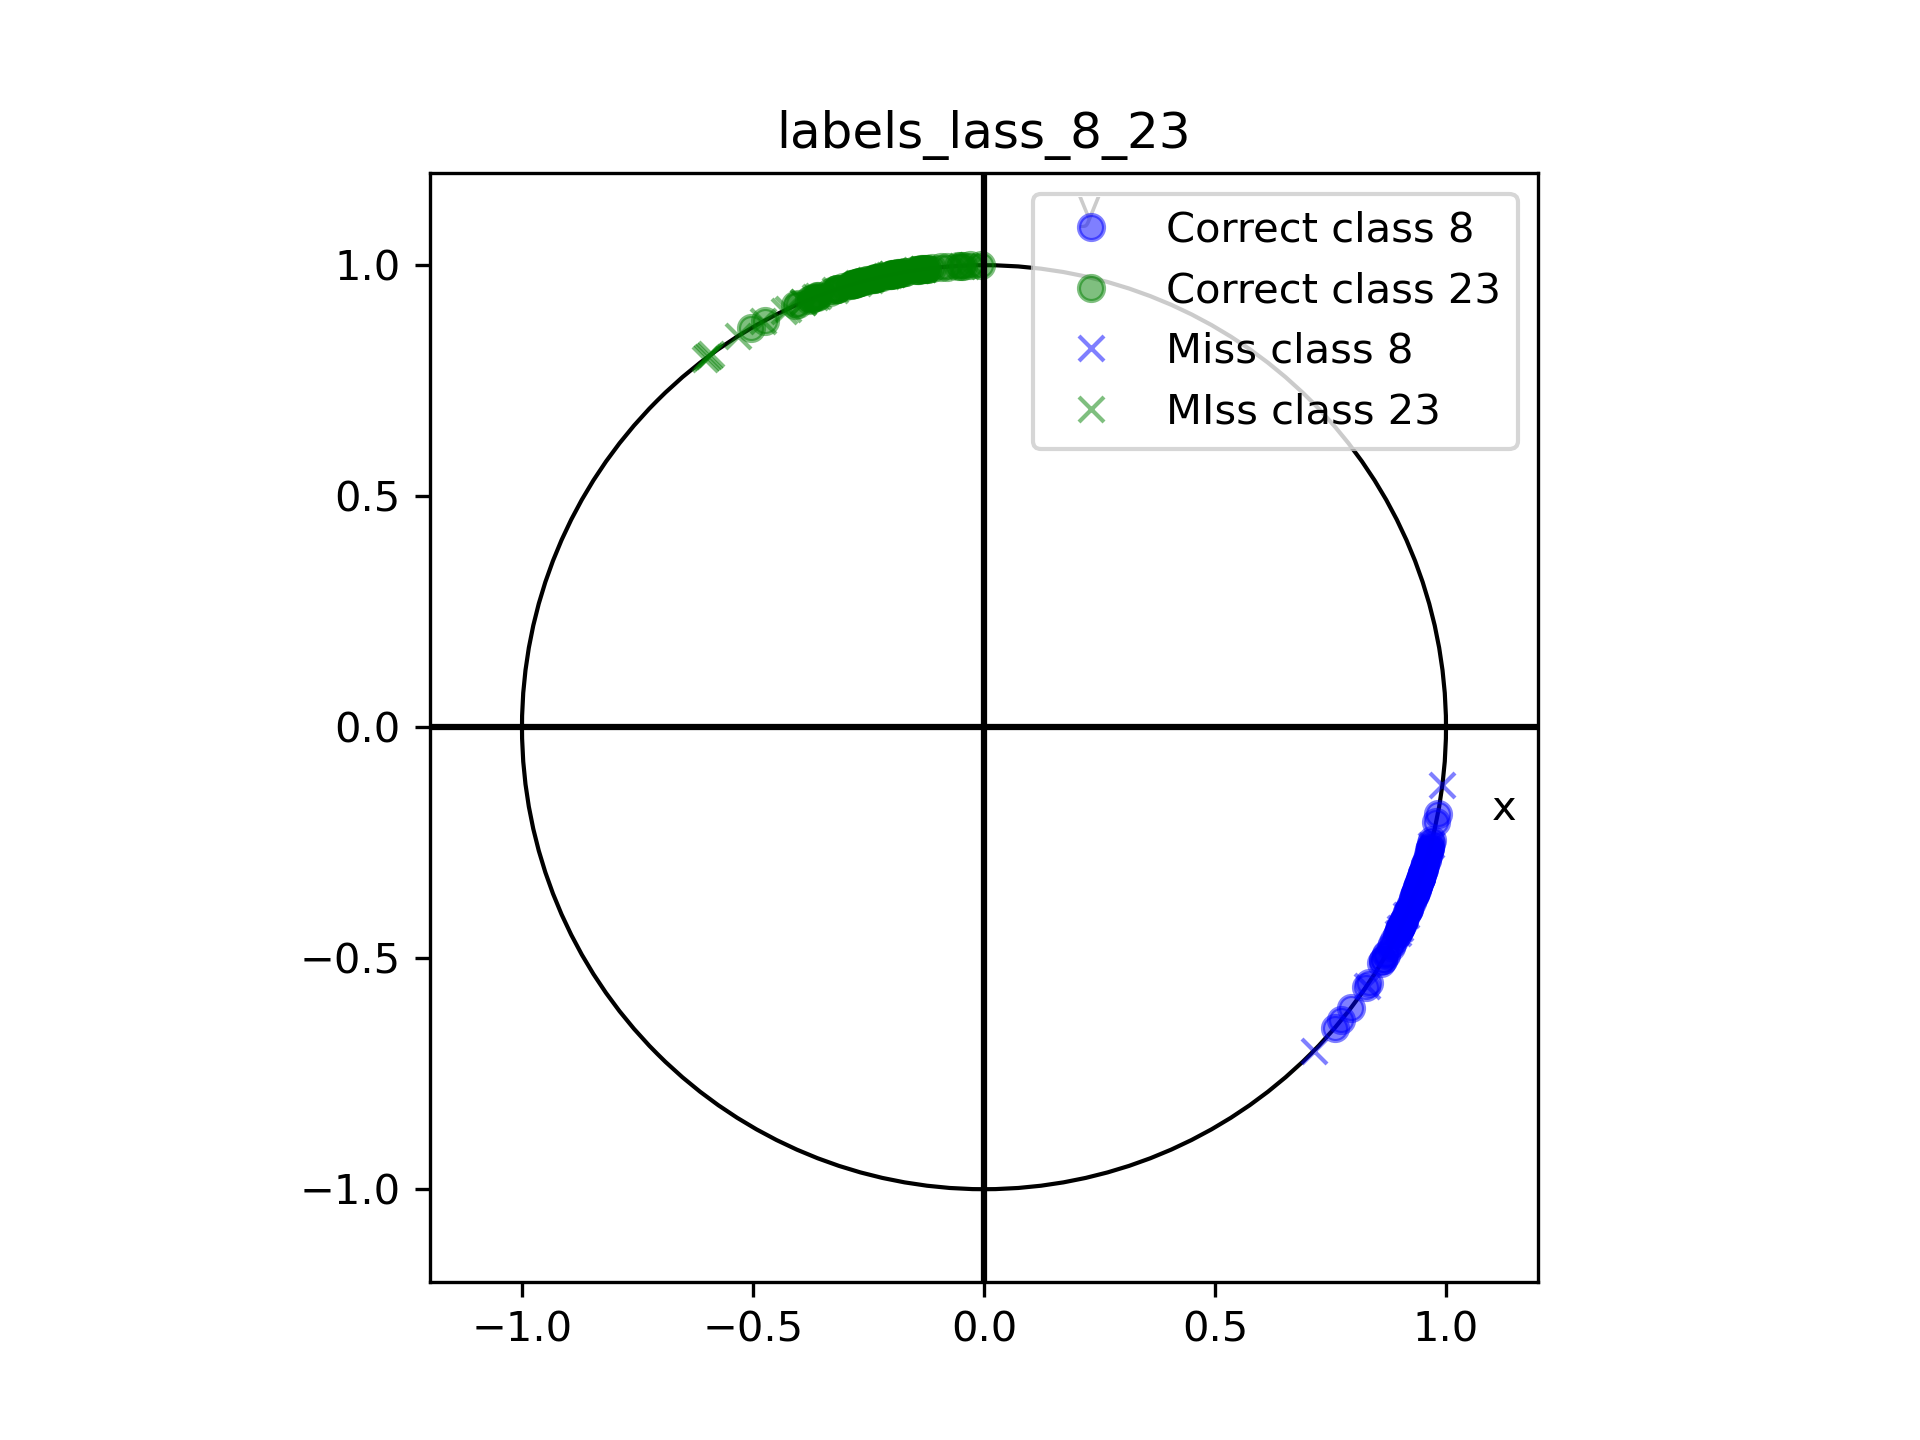 labels_lass_8_23
y
Correct class 8
Correct class 23
Miss class 8
MIss class 23
1.0
0.5
0.0
−0.5
−1.0
x
−1.0
−0.5
0.0
0.5
1.0